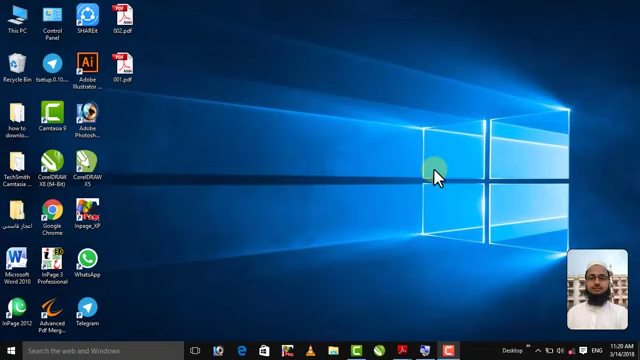 This PC
Control Panel
SHAREit
002.pdf
Recycle Bin
tsetup.0.10....
Adobe Illustrator ...
001.pdf
how to downlo...
Camtasia 9
Adobe Photosh...
TechSmith Camtasia ...
CorelDRAW X8 (64-Bit)
CorelDRAW X5
Google Chrome
Inpage_XP
Microsoft Word 2010
InPage 3 Professional
WhatsApp
InPage 2012
Advanced Pdf Merg...
Telegram
Search the web and Windows
Desktop
ENG
11:20 AM
3/14/2018